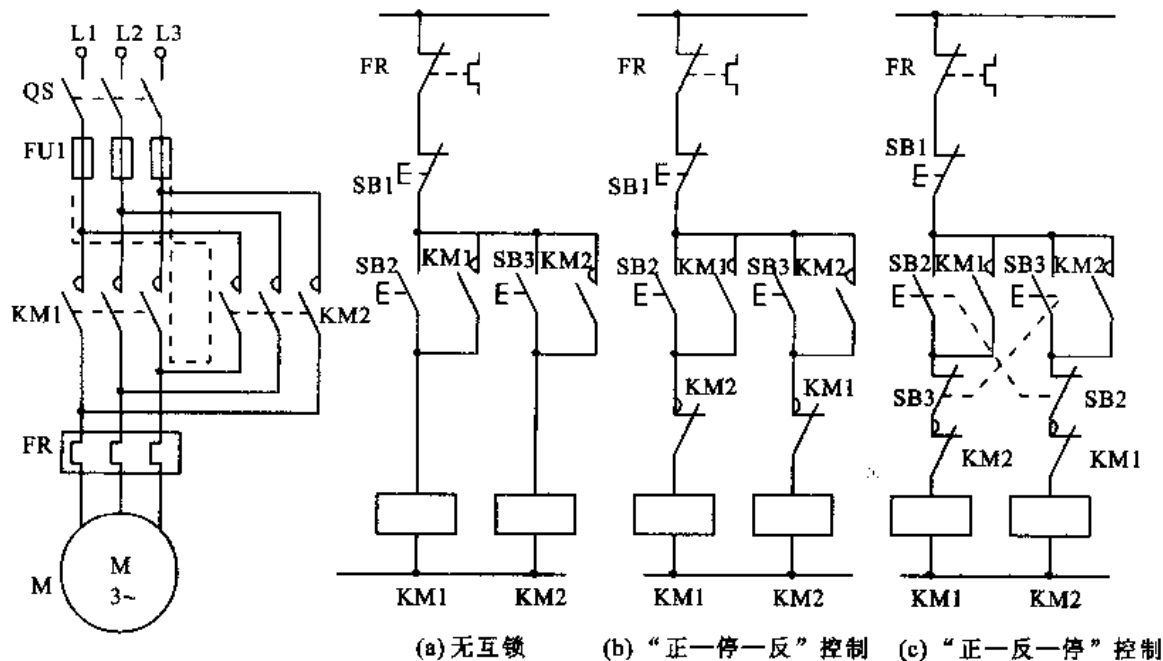 L1 L2 L3
QS
FU1
KM1
KM2
FR
M
M
3~
FR
SB1
SB2
KM1
SB3
KM2
KM1
KM2
(a) 无互锁
FR
SB1
SB2
KM1
SB3
KM2
KM2
KM1
KM1
KM2
(b) “正一停一反”控制
FR
SB1
SB2
KM1
SB3
KM2
SB3
SB2
KM2
KM1
KM1
KM2
(c) “正一反一停”控制